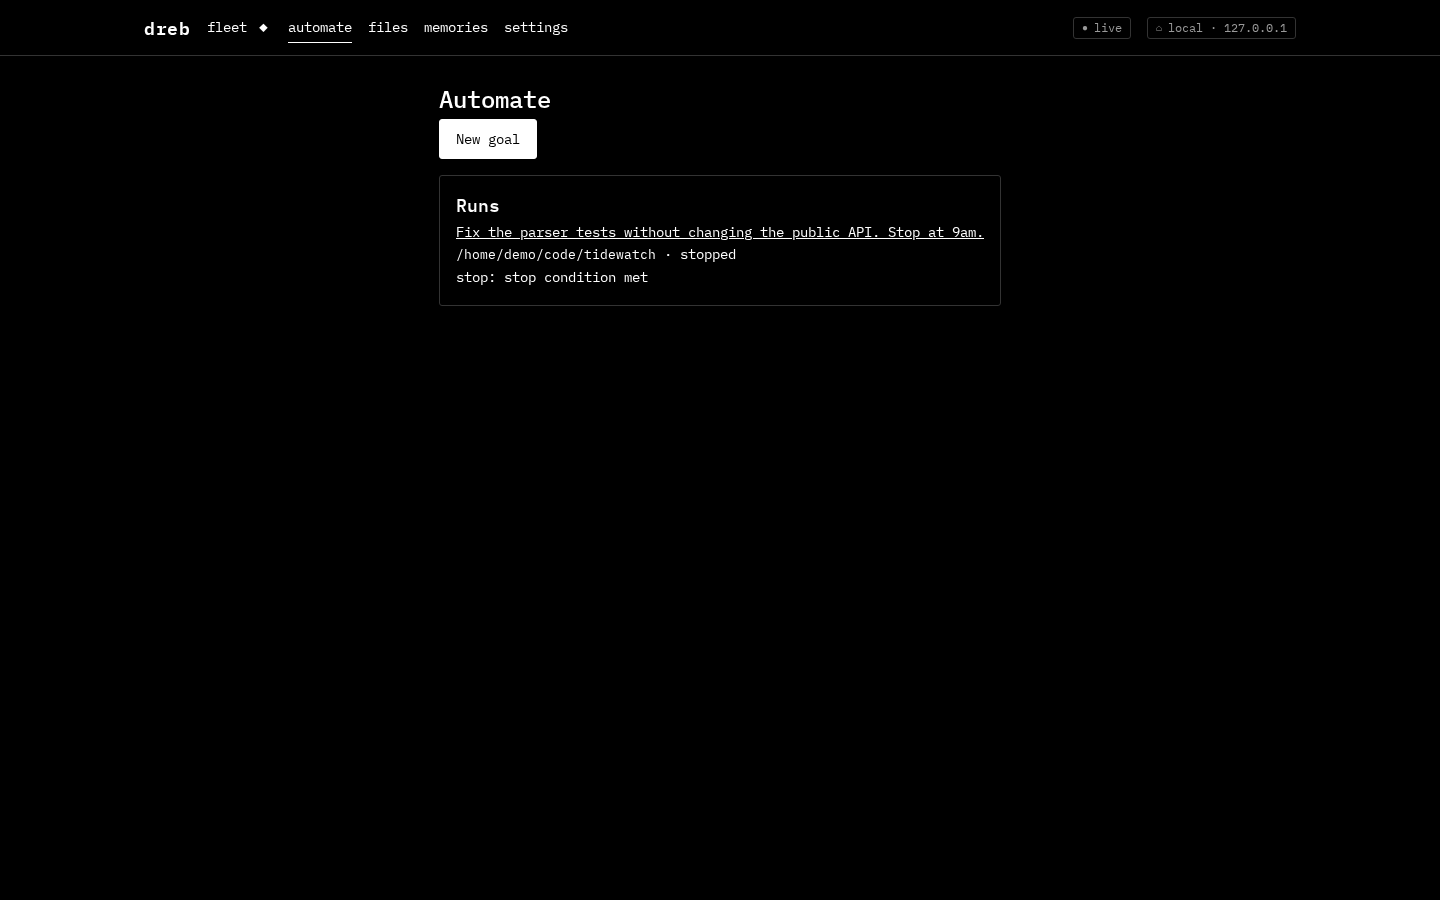 dreb fleet ◆ automate files memories settings ● live ⌂ local · 127.0.0.1
Automate
New goal
Runs
Fix the parser tests without changing the public API. Stop at 9am.
/home/demo/code/tidewatch · stopped
stop: stop condition met